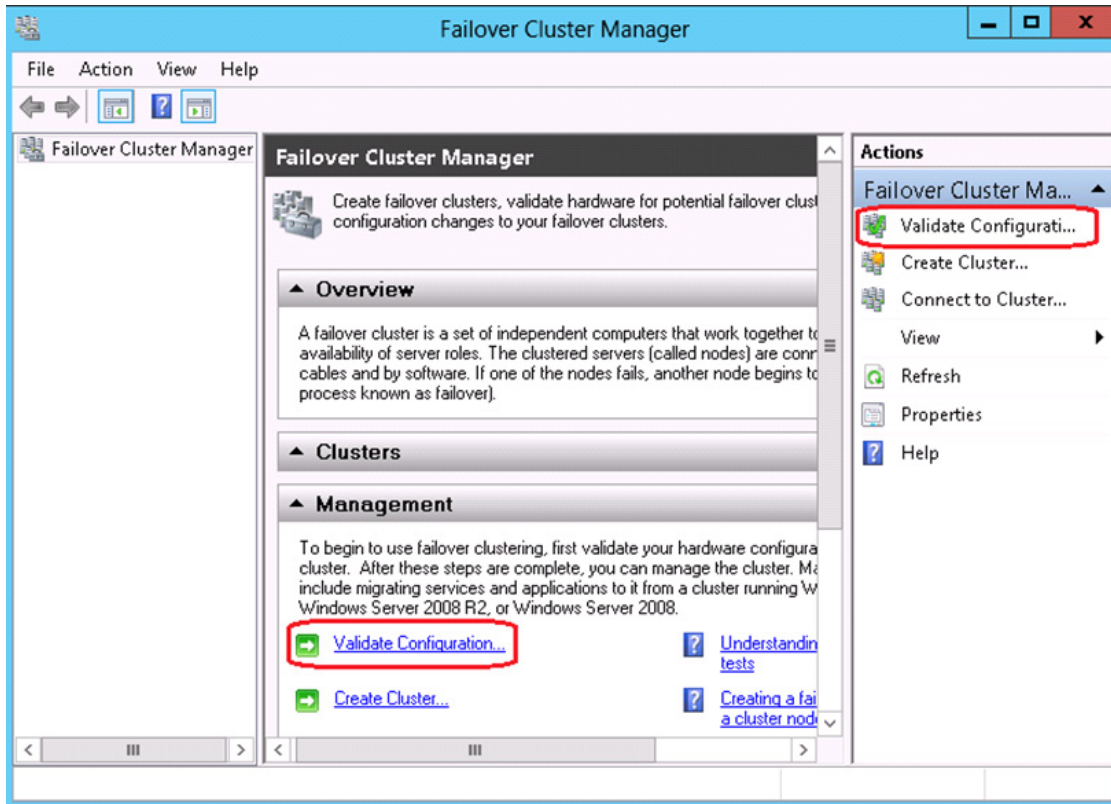 Failover Cluster Manager
File Action View Help
Failover Cluster Manager
Failover Cluster Manager
Create failover clusters, validate hardware for potential failover clust
configuration changes to your failover clusters.
Overview
A failover cluster is a set of independent computers that work together to
availability of server roles. The clustered servers (called nodes) are conn
cables and by software. If one of the nodes fails, another node begins to
process known as failover).
Clusters
Management
To begin to use failover clustering, first validate your hardware configura
cluster. After these steps are complete, you can manage the cluster. Ma
include migrating services and applications to it from a cluster running W
Windows Server 2008 R2, or Windows Server 2008.
Validate Configuration...
Understandin
tests
Create Cluster...
Creating a fai
a cluster nod
Actions
Failover Cluster Ma...
Validate Configurati...
Create Cluster...
Connect to Cluster...
View
Refresh
Properties
Help